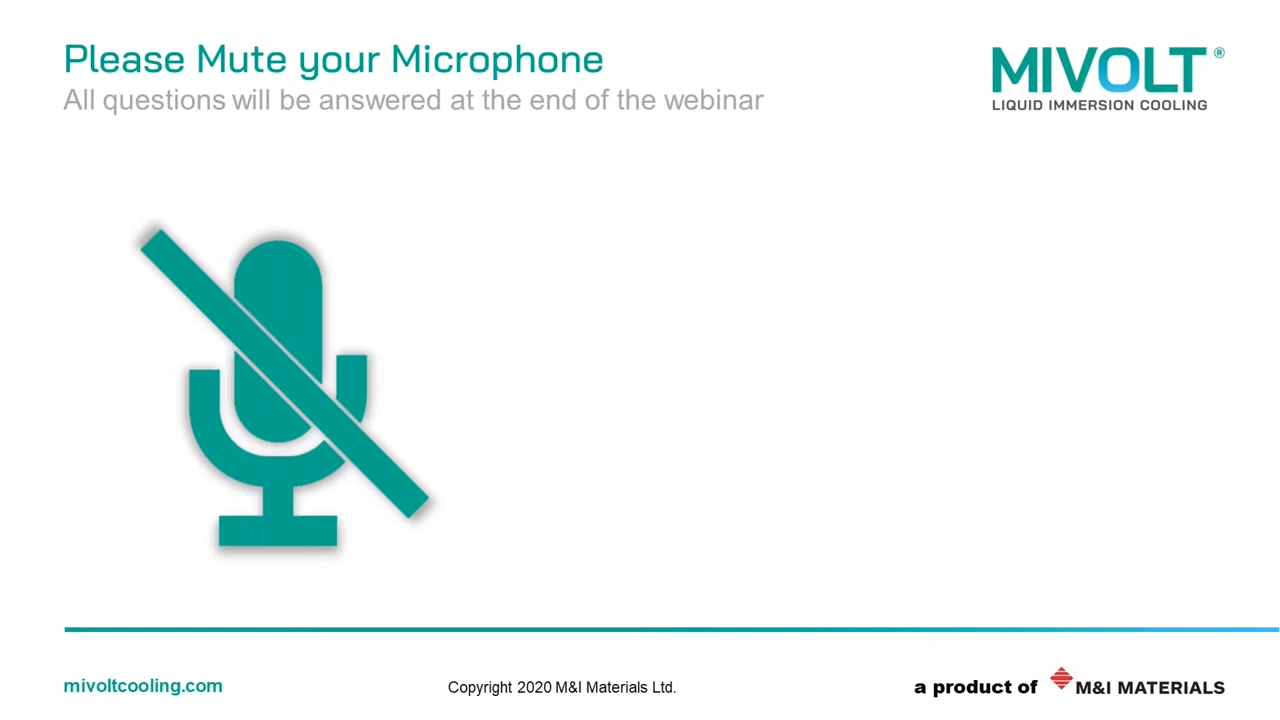 Please Mute your Microphone
All questions will be answered at the end of the webinar
MIVOLT®
LIQUID IMMERSION COOLING
mivoltcooling.com
Copyright 2020 M&I Materials Ltd.
a product of M&I MATERIALS